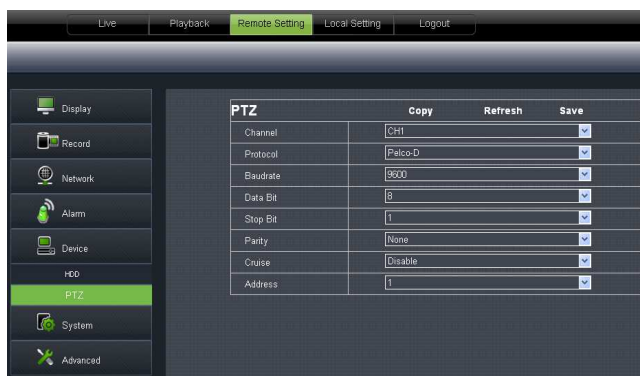 Live Playback Remote Setting Local Setting Logout
Display
Record
Network
Alarm
Device
HDD
PTZ
System
Advanced
PTZ Copy Refresh Save
Channel CH1
Protocol Pelco-D
Baudrate 9600
Data Bit 8
Stop Bit 1
Parity None
Cruise Disable
Address 1